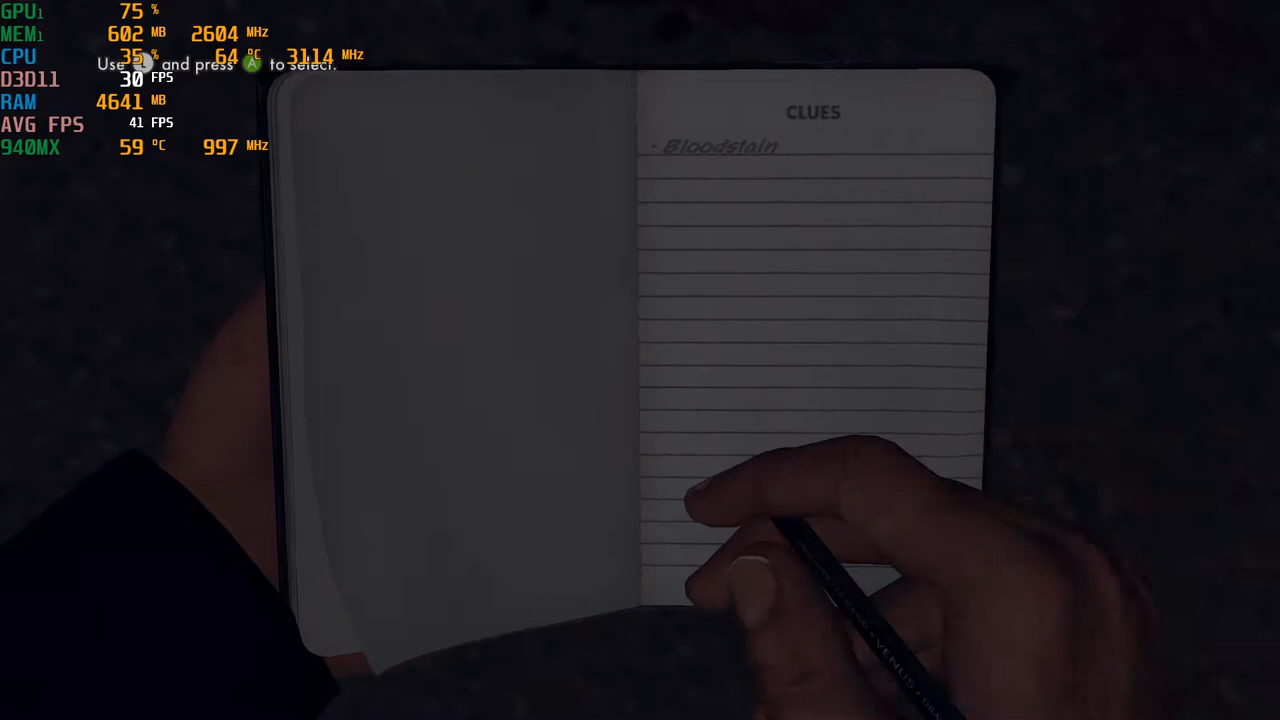 GPU1 75 %
MEM1 602 MB 2604 MHz
CPU 35 % 64 °C 3114 MHz
Use L and press A to select.
D3D11 30 FPS
RAM 4641 MB
AVG FPS 41 FPS
940MX 59 °C 997 MHz
CLUES
· Bloodstain
VENUS